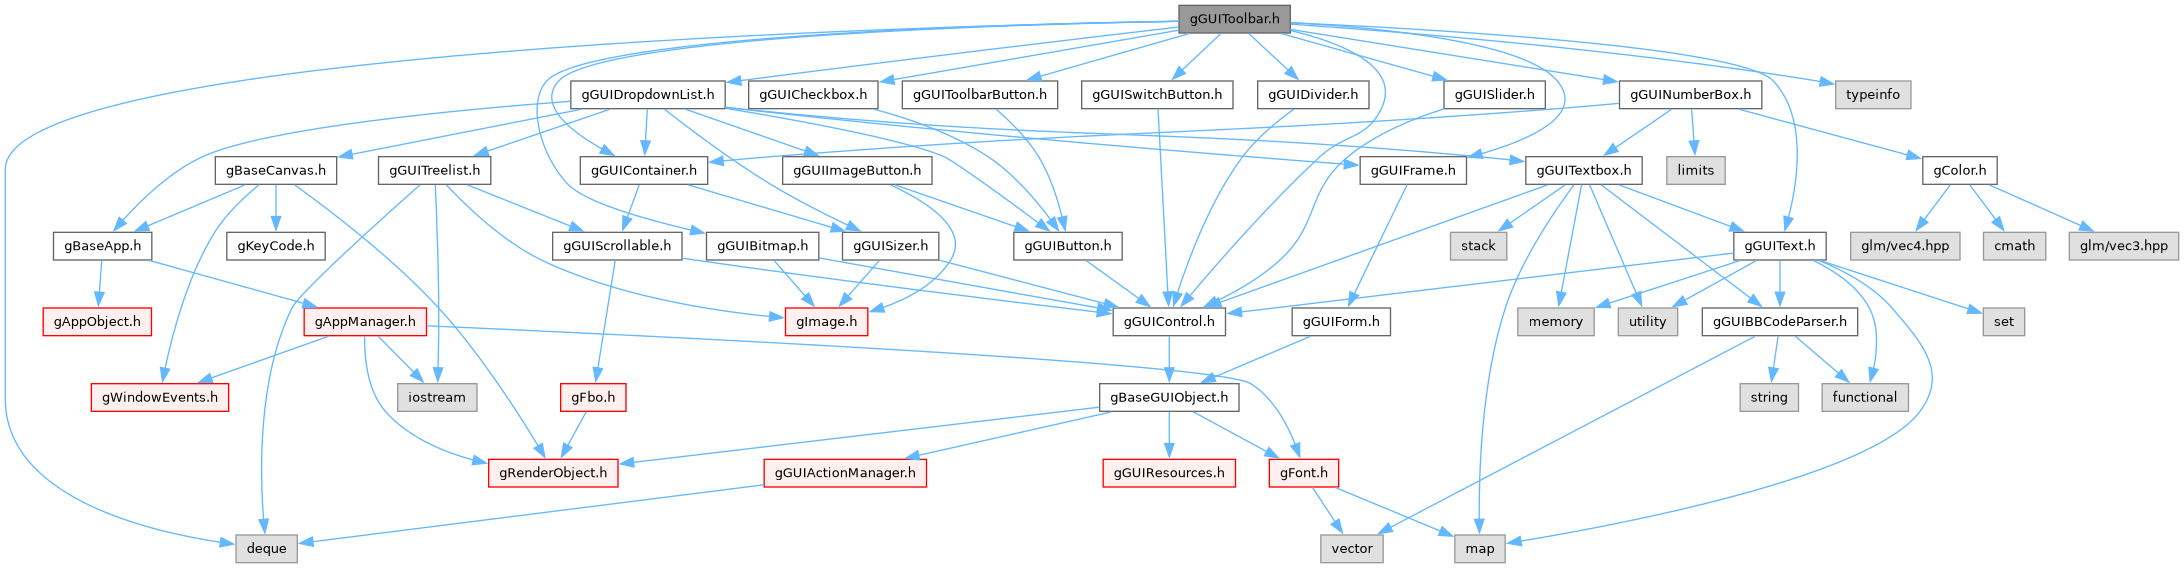 gGUIToolbar.h
gGUIDropdownList.h
gGUICheckbox.h
gGUIToolbarButton.h
gGUISwitchButton.h
gGUIDivider.h
gGUISlider.h
gGUINumberBox.h
typeinfo
gBaseCanvas.h
gGUITreelist.h
gGUIContainer.h
gGUIImageButton.h
gGUIFrame.h
gGUITextbox.h
limits
gColor.h
gBaseApp.h
gKeyCode.h
gGUIScrollable.h
gGUIBitmap.h
gGUISizer.h
gGUIButton.h
stack
gGUIText.h
glm/vec4.hpp
cmath
glm/vec3.hpp
gAppObject.h
gAppManager.h
gImage.h
gGUIControl.h
gGUIForm.h
memory
utility
gGUIBBCodeParser.h
set
gWindowEvents.h
iostream
gFbo.h
gBaseGUIObject.h
string
functional
gRenderObject.h
gGUIActionManager.h
gGUIResources.h
gFont.h
deque
vector
map